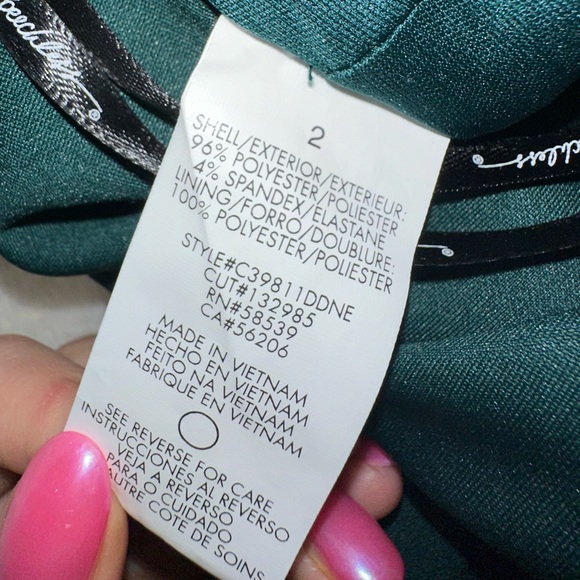 Speechless®
2
SHELL/EXTERIOR/EXTERIEUR:
96% POLYESTER/POLIESTER
4% SPANDEX/ELASTANE
LINING/FORRO/DOUBLURE:
100% POLYESTER/POLIESTER
STYLE#C39811DDNE
CUT#132985
RN#58539
CA#56206
MADE IN VIETNAM
HECHO EN VIETNAM
FEITO NA VIETNAM
FABRIQUE EN VIETNAM
SEE REVERSE FOR CARE
INSTRUCCIONES AL REVERSO
VEJA A REVERSO
PARA O CUIDADO
AUTRE COTE DE SOINS